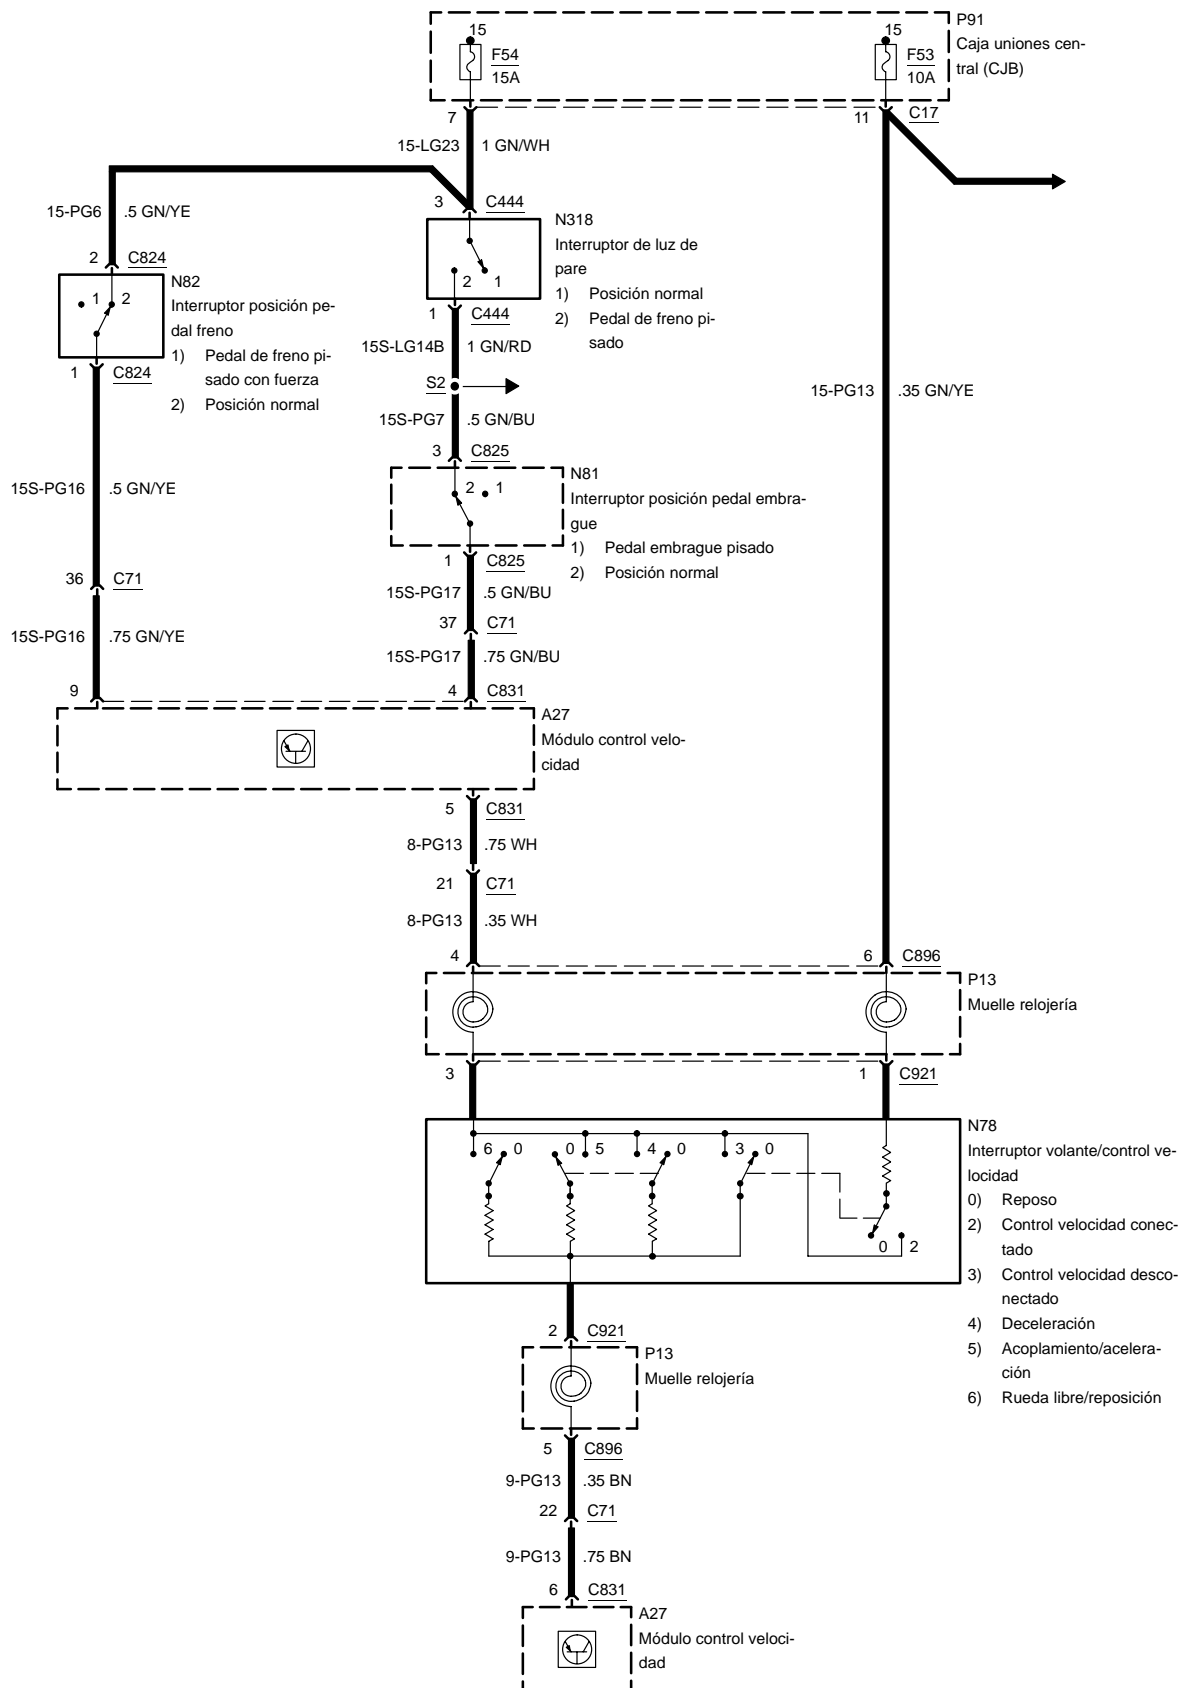 P91
Caja uniones cen-
tral (CJB)
15
F54
15A
15
F53
10A
7
11
C17
15-LG23
1 GN/WH
3
C444
N318
Interruptor de luz de
pare
1) Posición normal
2) Pedal de freno pi-
sado
2
1
1
C444
15-PG6
.5 GN/YE
2
C824
N82
Interruptor posición pe-
dal freno
1) Pedal de freno pi-
sado con fuerza
2) Posición normal
1
2
1
C824
15S-LG14B
1 GN/RD
S2
15S-PG7
.5 GN/BU
15-PG13
.35 GN/YE
3
C825
N81
Interruptor posición pedal embra-
gue
1) Pedal embrague pisado
2) Posición normal
2
1
1
C825
15S-PG16
.5 GN/YE
36
C71
15S-PG16
.75 GN/YE
15S-PG17
.5 GN/BU
37
C71
15S-PG17
.75 GN/BU
9
4
C831
A27
Módulo control velo-
cidad
5
C831
8-PG13
.75 WH
21
C71
8-PG13
.35 WH
4
6
C896
P13
Muelle relojería
3
1
C921
N78
Interruptor volante/control ve-
locidad
0) Reposo
2) Control velocidad conec-
tado
3) Control velocidad desco-
nectado
4) Deceleración
5) Acoplamiento/acelera-
ción
6) Rueda libre/reposición
6
0
0
5
4
0
3
0
0
2
2
C921
P13
Muelle relojería
5
C896
9-PG13
.35 BN
22
C71
9-PG13
.75 BN
6
C831
A27
Módulo control veloci-
dad